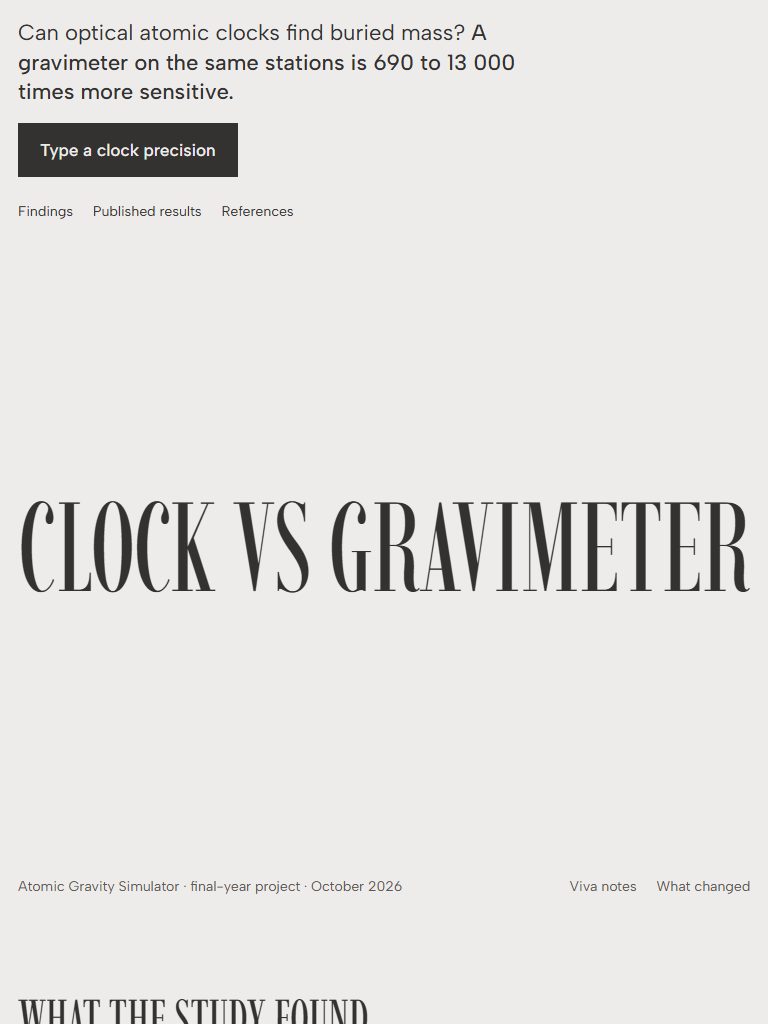 Can optical atomic clocks find buried mass? A
gravimeter on the same stations is 690 to 13 000
times more sensitive.
Type a clock precision
Findings Published results References
CLOCK VS GRAVIMETER
Atomic Gravity Simulator · final-year project · October 2026 Viva notes What changed
WHAT THE STUDY FOUND